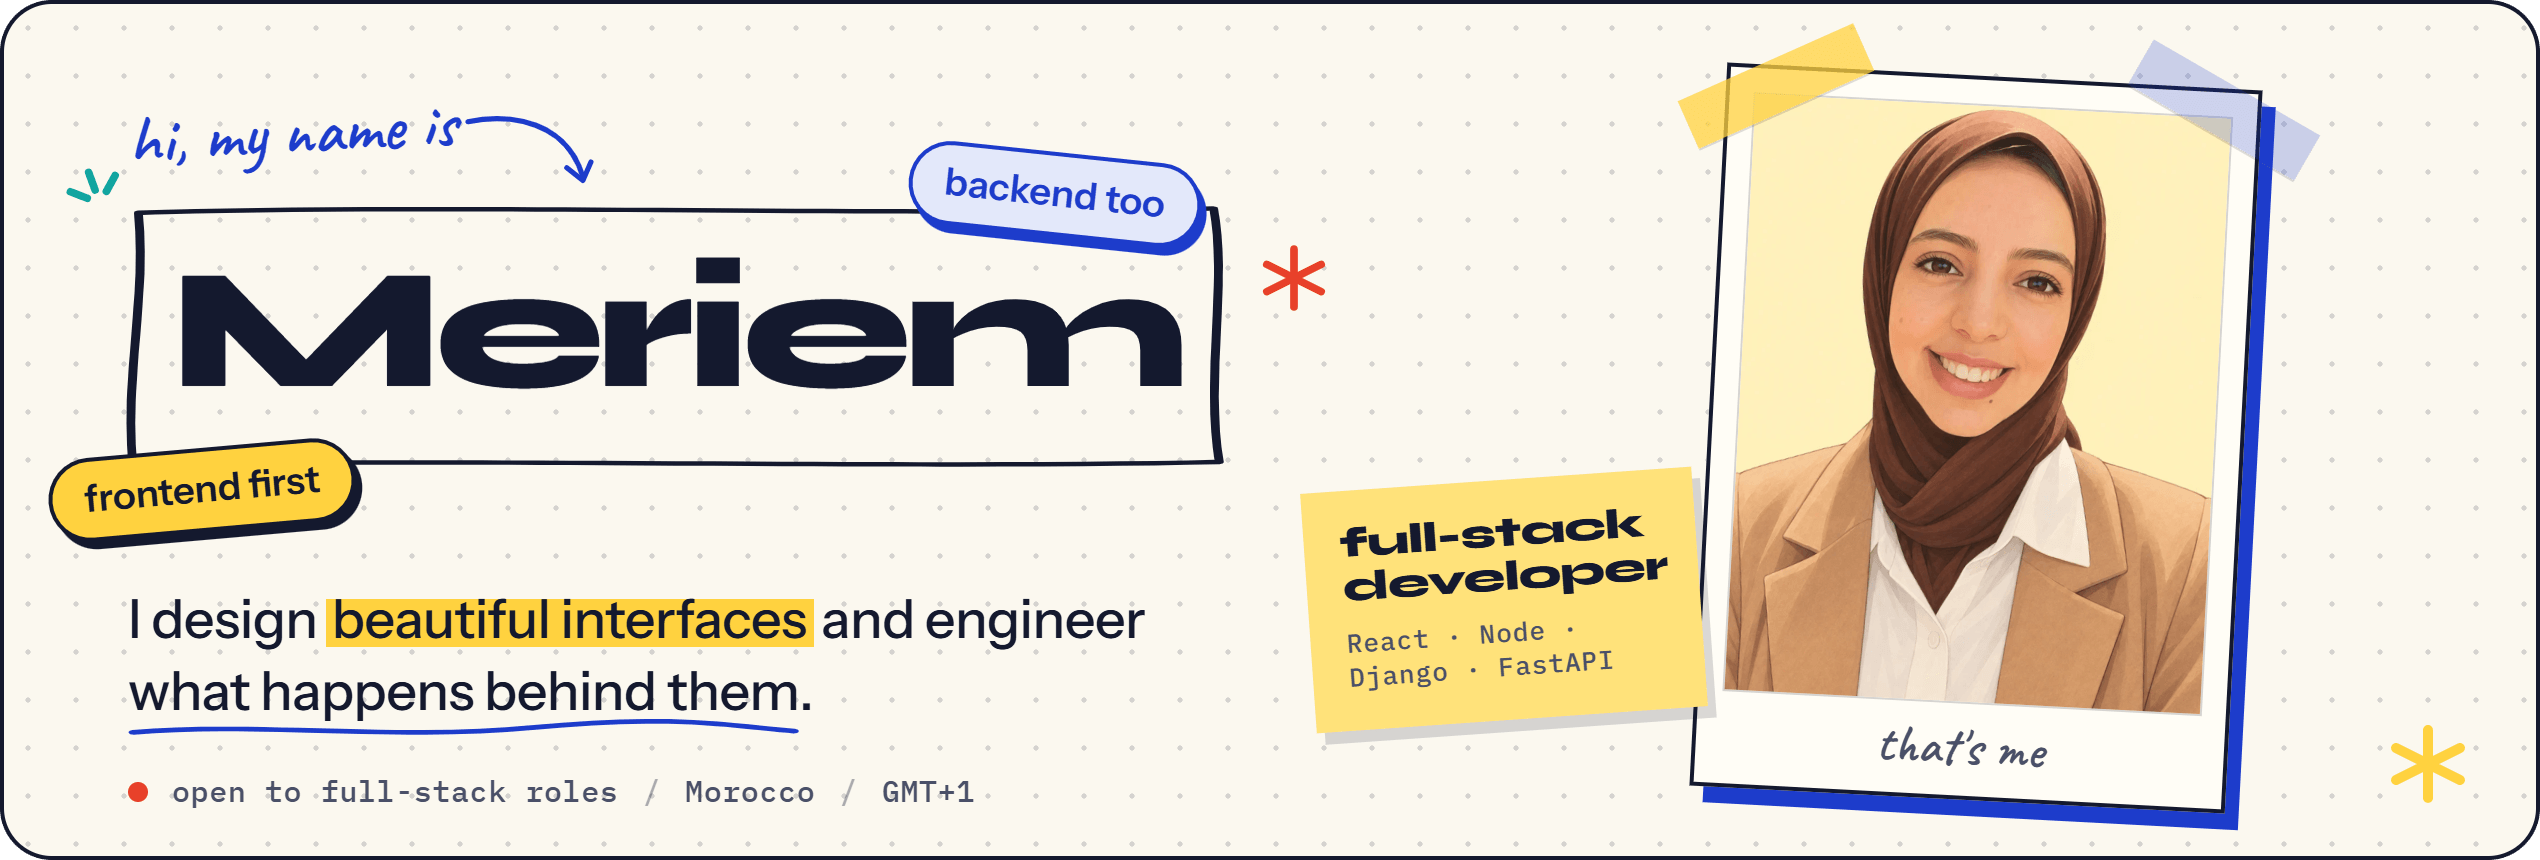 hi, my name is
backend too
Meriem
frontend first
I design beautiful interfaces and engineer
what happens behind them.
open to full-stack roles / Morocco / GMT+1
full-stack
developer
React · Node ·
Django · FastAPI
that's me